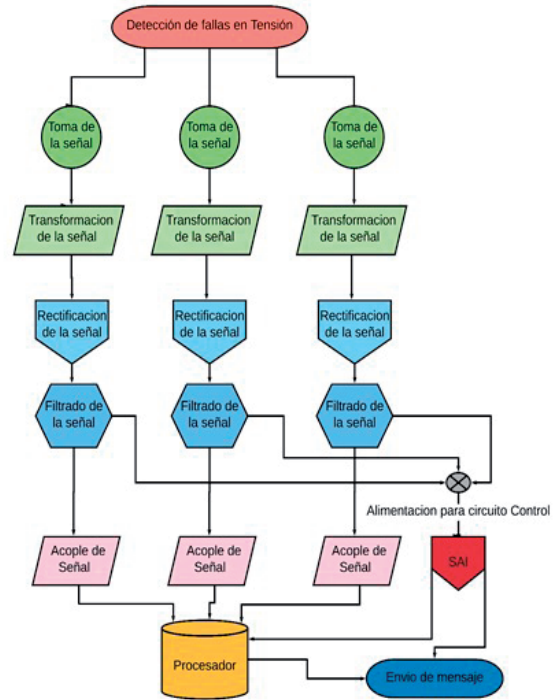 Detección de fallas en Tensión
Toma de
la señal
Toma de
la señal
Toma de
la señal
Transformacion
de la señal
Transformacion
de la señal
Transformacion
de la señal
Rectificacion
de la señal
Rectificacion
de la señal
Rectificacion
de la señal
Filtrado de
la señal
Filtrado de
la señal
Filtrado de
la señal
Alimentacion para circuito Control
Acople de
Señal
Acople de
Señal
Acople de
Señal
SAI
Procesador
Envio de mensaje